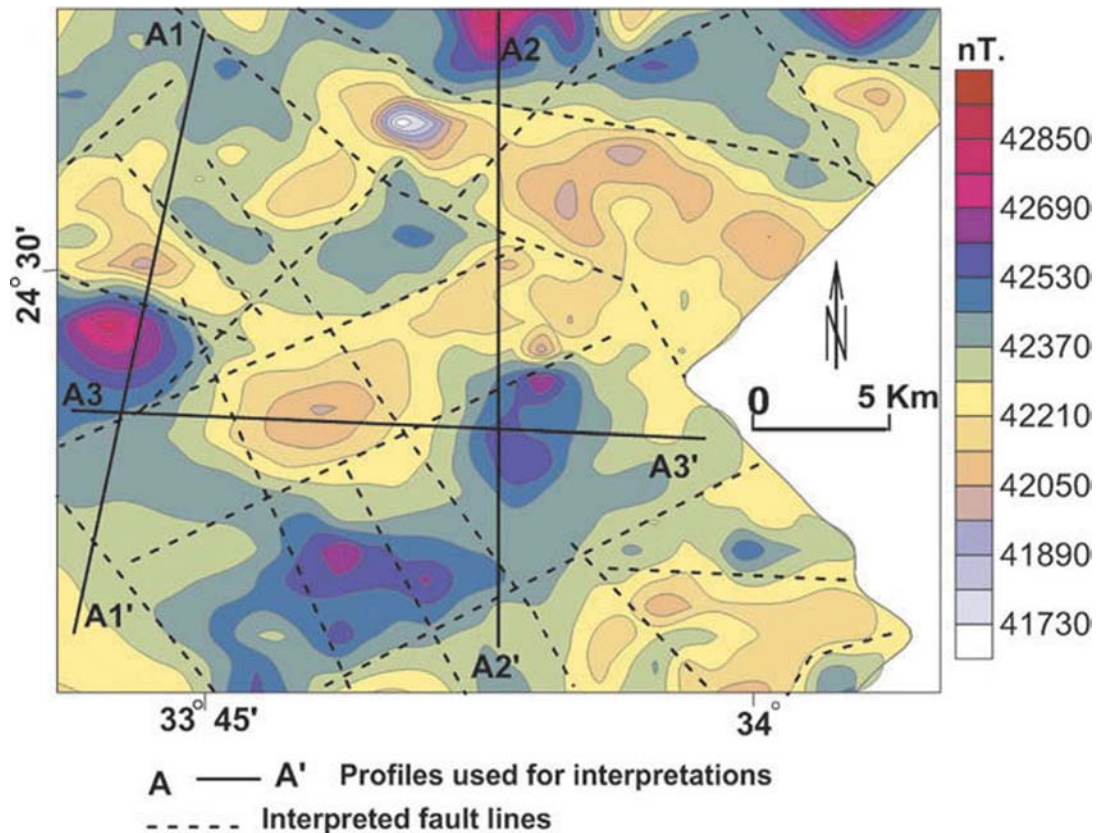 A1
A2
nT.
42850
42690
42530
42370
42210
42050
41890
41730
24° 30'
N
A3
0 5 Km
A3'
A1'
A2'
33° 45'
34°
A A' Profiles used for interpretations
Interpreted fault lines